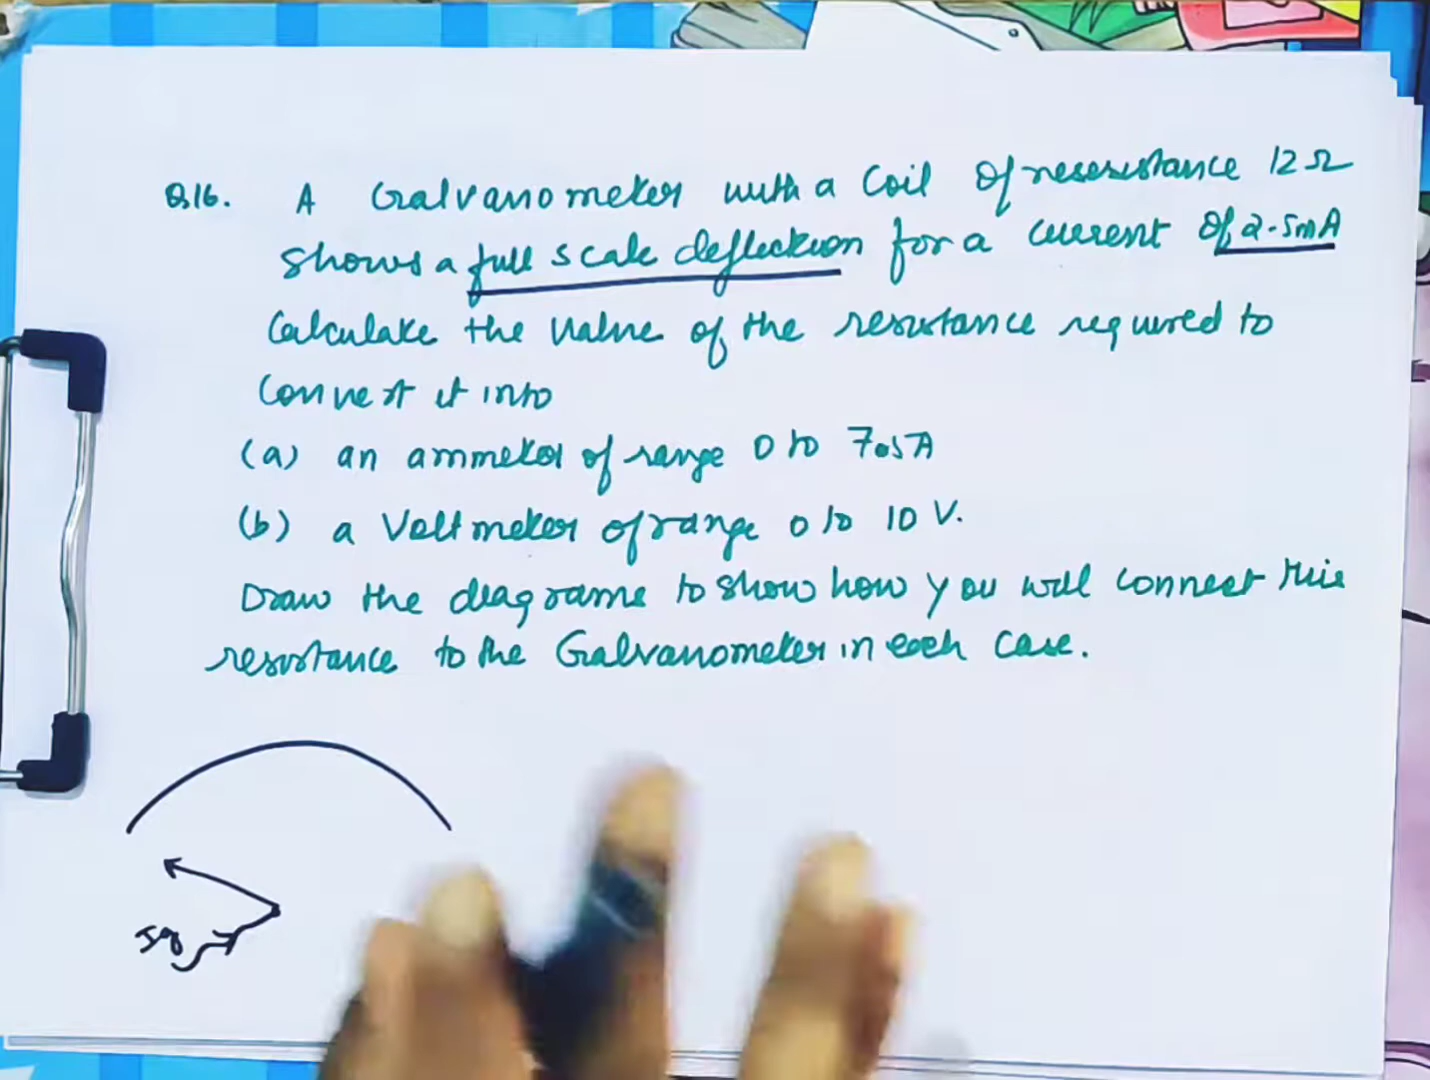 Q16. A Galvanometer with a Coil of resesistance 12 Ω
shows a full scale deflection for a current of 2.5mA
Calculate the value of the resistance required to
convert it into
(a) an ammeter of range 0 to 7.5A
(b) a Voltmeter of range 0 to 10 V.
Draw the diagrame to show how you will connect this
resistance to the Galvanometer in each case.
Ig